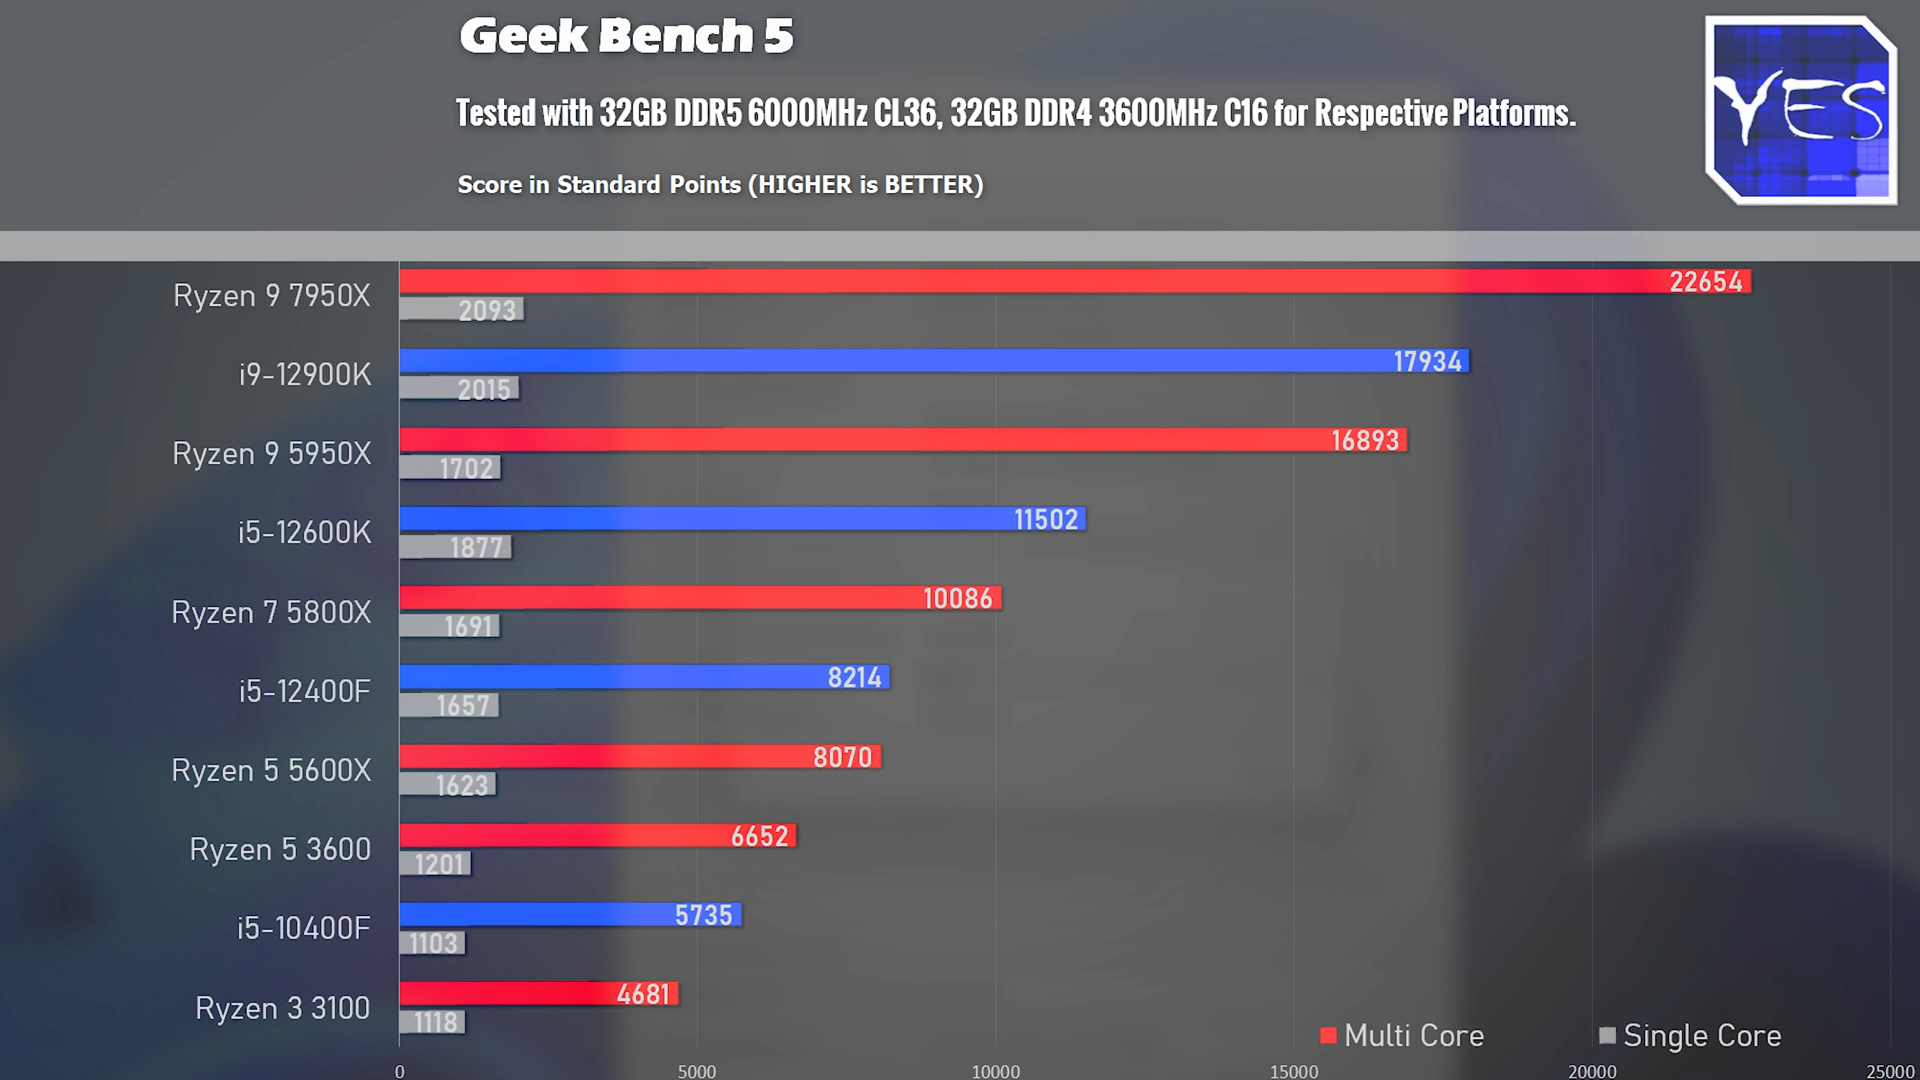 Geek Bench 5
Tested with 32GB DDR5 6000MHz CL36, 32GB DDR4 3600MHz C16 for Respective Platforms.
Score in Standard Points (HIGHER is BETTER)
YES
Ryzen 9 7950X
22654
2093
i9-12900K
17934
2015
Ryzen 9 5950X
16893
1702
i5-12600K
11502
1877
Ryzen 7 5800X
10086
1691
i5-12400F
8214
1657
Ryzen 5 5600X
8070
1623
Ryzen 5 3600
6652
1201
i5-10400F
5735
1103
Ryzen 3 3100
4681
1118
Multi Core
Single Core
0 5000 10000 15000 20000 25000